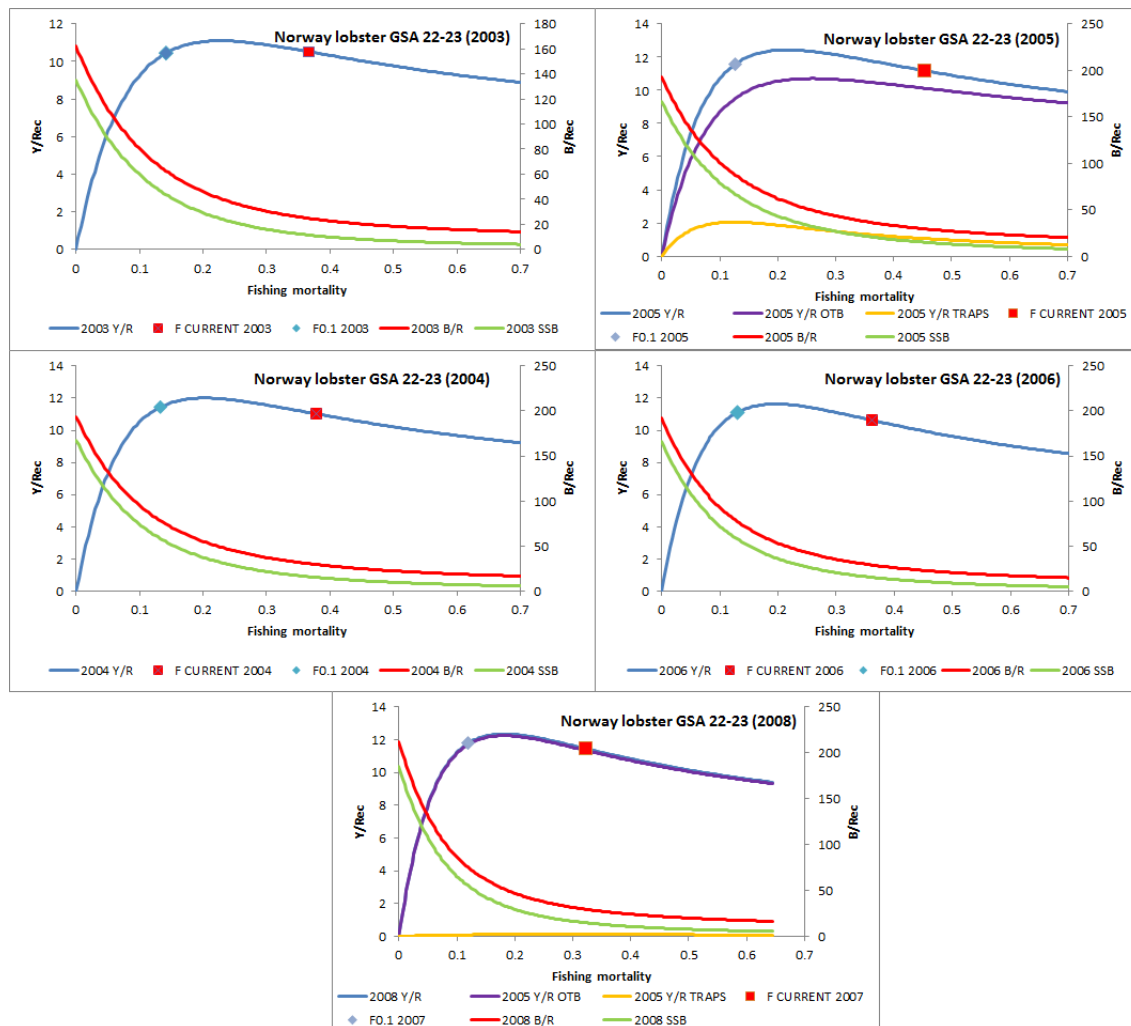 Norway lobster GSA 22-23 (2003)
Y/Rec
B/Rec
12
10
8
6
4
2
0
180
160
140
120
100
80
60
40
20
0
0 0.1 0.2 0.3 0.4 0.5 0.6 0.7
Fishing mortality
2003 Y/R F CURRENT 2003 F0.1 2003 2003 B/R 2003 SSB
Norway lobster GSA 22-23 (2005)
Y/Rec
B/Rec
14
12
10
8
6
4
2
0
250
200
150
100
50
0
0 0.1 0.2 0.3 0.4 0.5 0.6 0.7
Fishing mortality
2005 Y/R 2005 Y/R OTB 2005 Y/R TRAPS F CURRENT 2005
F0.1 2005 2005 B/R 2005 SSB
Norway lobster GSA 22-23 (2004)
Y/Rec
B/Rec
14
12
10
8
6
4
2
0
250
200
150
100
50
0
0 0.1 0.2 0.3 0.4 0.5 0.6 0.7
Fishing mortality
2004 Y/R F CURRENT 2004 F0.1 2004 2004 B/R 2004 SSB
Norway lobster GSA 22-23 (2006)
Y/Rec
B/Rec
14
12
10
8
6
4
2
0
250
200
150
100
50
0
0 0.1 0.2 0.3 0.4 0.5 0.6 0.7
Fishing mortality
2006 Y/R F CURRENT 2006 F0.1 2006 2006 B/R 2006 SSB
Norway lobster GSA 22-23 (2008)
Y/Rec
B/Rec
14
12
10
8
6
4
2
0
250
200
150
100
50
0
0 0.1 0.2 0.3 0.4 0.5 0.6 0.7
Fishing mortality
2008 Y/R 2005 Y/R OTB 2005 Y/R TRAPS F CURRENT 2007
F0.1 2007 2008 B/R 2008 SSB